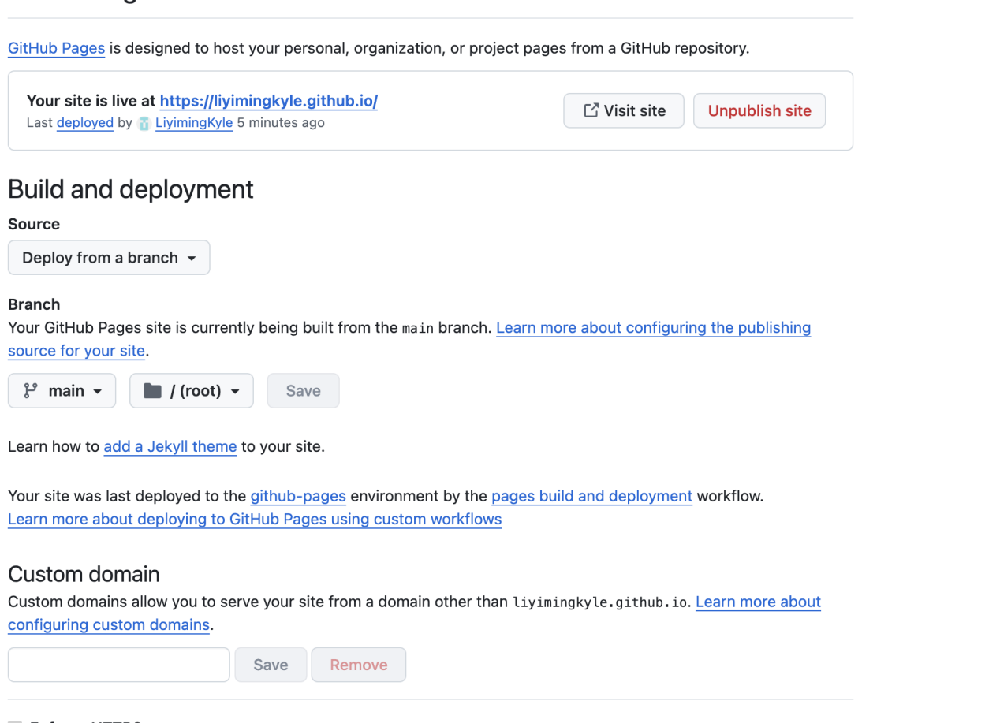 GitHub Pages is designed to host your personal, organization, or project pages from a GitHub repository.
Your site is live at https://liyimingkyle.github.io/
Last deployed by LiyimingKyle 5 minutes ago
Visit site
Unpublish site
Build and deployment
Source
Deploy from a branch
Branch
Your GitHub Pages site is currently being built from the main branch. Learn more about configuring the publishing
source for your site.
main
/ (root)
Save
Learn how to add a Jekyll theme to your site.
Your site was last deployed to the github-pages environment by the pages build and deployment workflow.
Learn more about deploying to GitHub Pages using custom workflows
Custom domain
Custom domains allow you to serve your site from a domain other than liyimingkyle.github.io. Learn more about
configuring custom domains.
Save
Remove